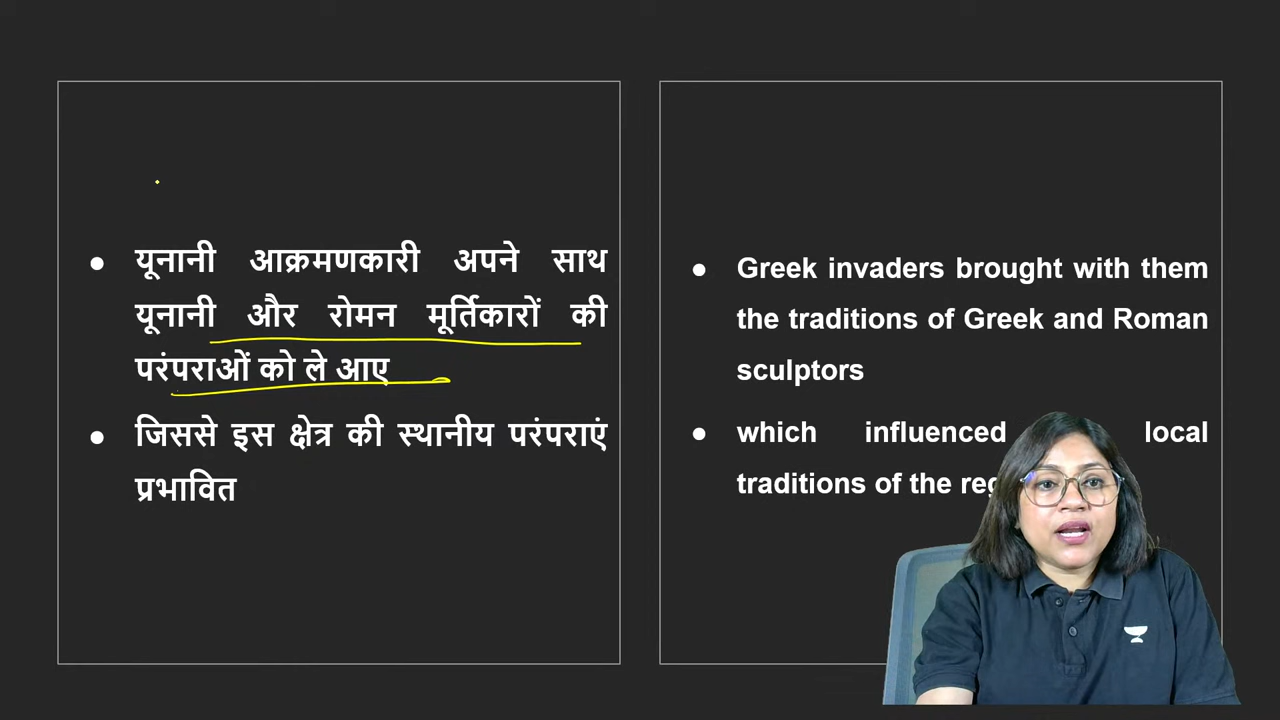 ● यूनानी आक्रमणकारी अपने साथ
यूनानी और रोमन मूर्तिकारों की
परंपराओं को ले आए
● जिससे इस क्षेत्र की स्थानीय परंपराएं
प्रभावित
● Greek invaders brought with them
the traditions of Greek and Roman
sculptors
● which influenced local
traditions of the